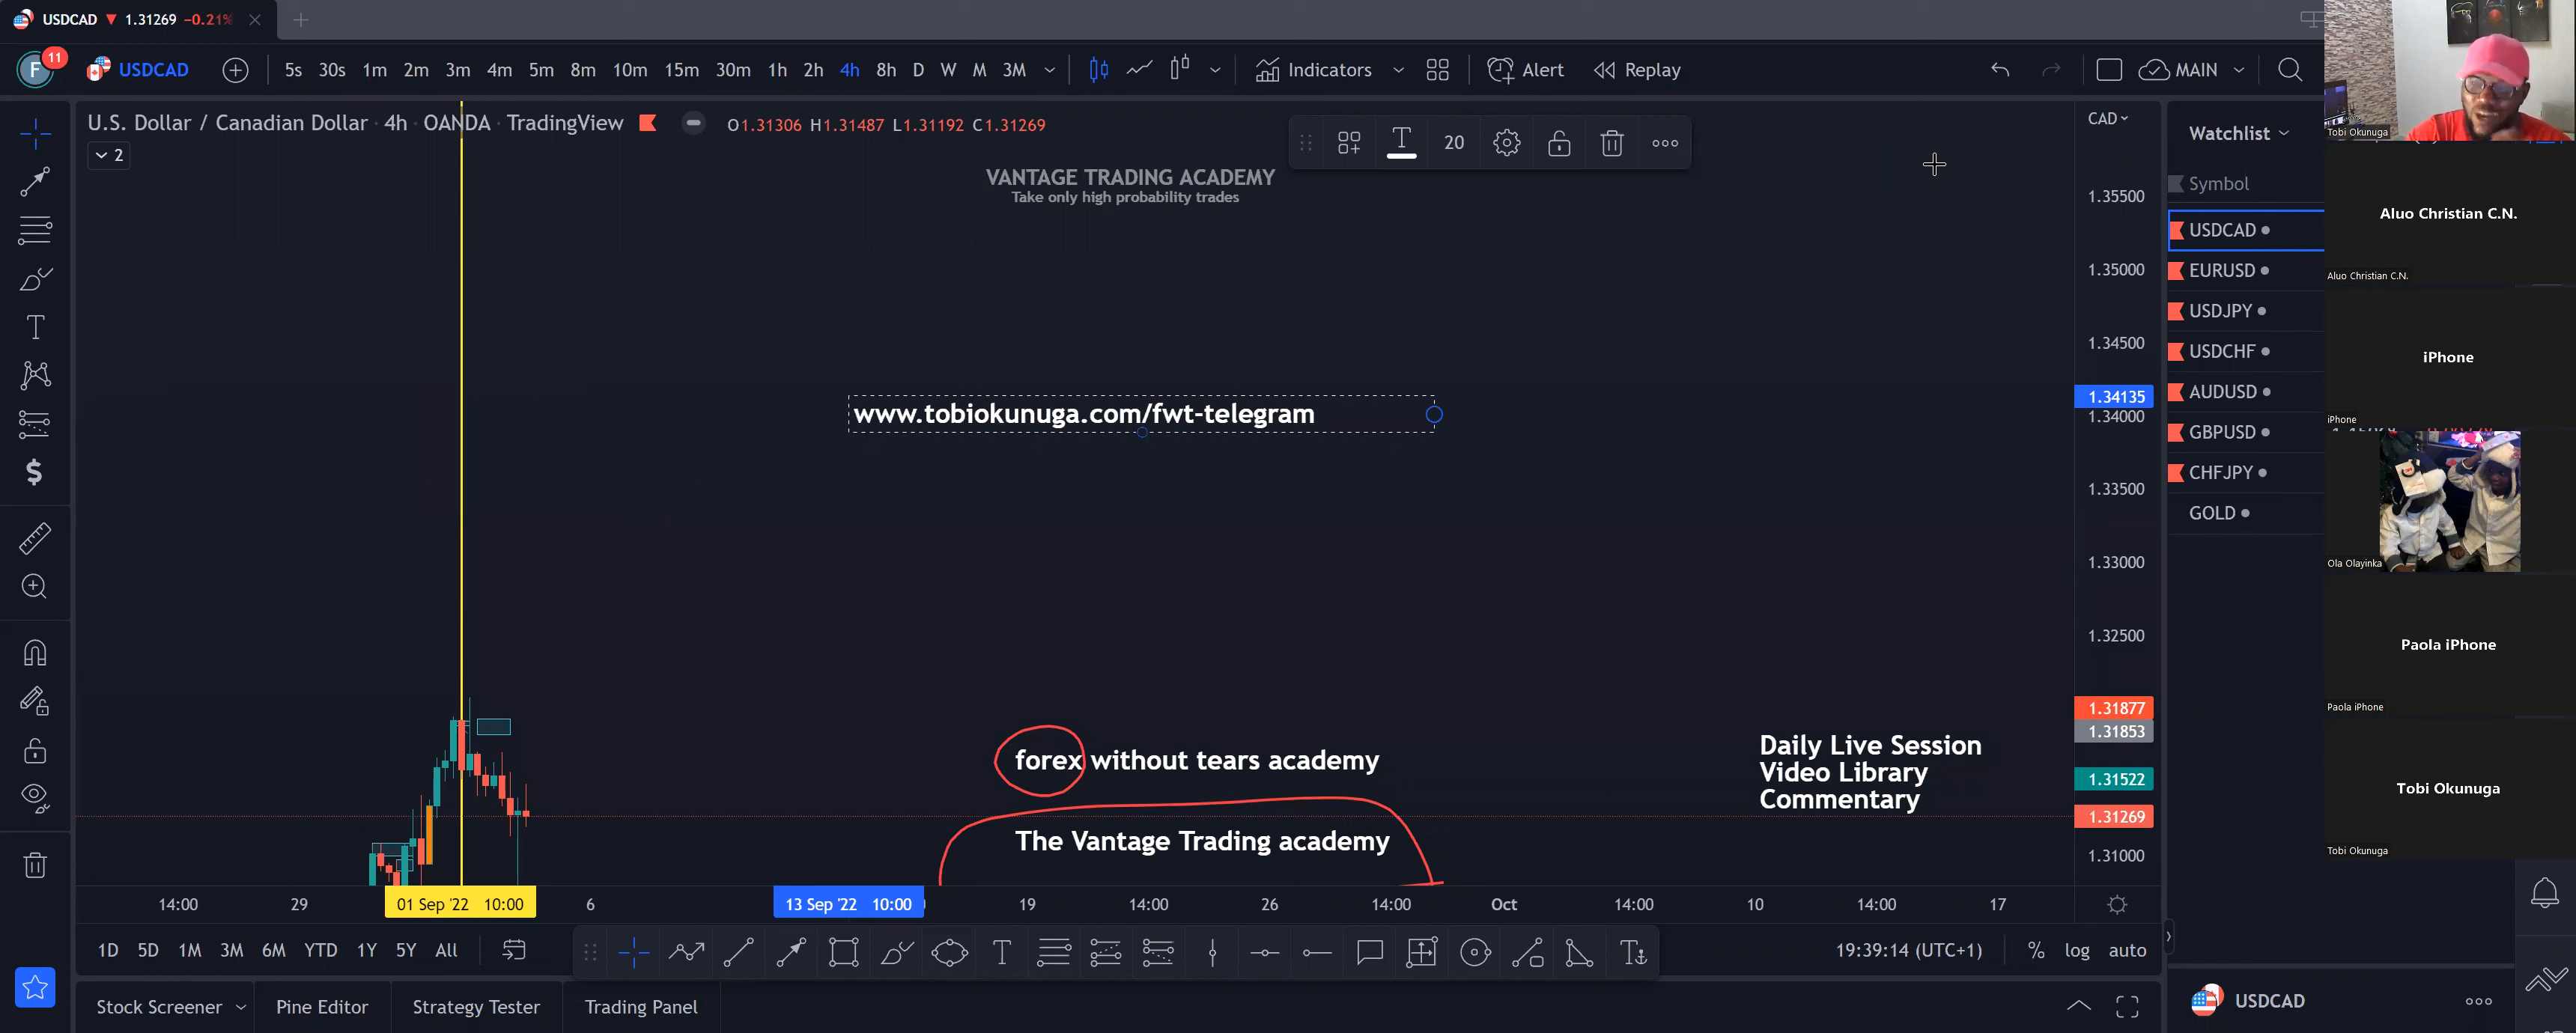 USDCAD ▼ 1.31269 −0.21%
F 11 USDCAD 5s 30s 1m 2m 3m 4m 5m 8m 10m 15m 30m 1h 2h 4h 8h D W M 3M Indicators Alert Replay MAIN
U.S. Dollar / Canadian Dollar · 4h · OANDA · TradingView O1.31306 H1.31487 L1.31192 C1.31269
2
20
VANTAGE TRADING ACADEMY
Take only high probability trades
www.tobiokunuga.com/fwt-telegram
forex without tears academy
The Vantage Trading academy
Daily Live Session
Video Library
Commentary
CAD
1.35500
1.35000
1.34500
1.34135
1.34000
1.33500
1.33000
1.32500
1.31877
1.31853
1.31522
1.31269
1.31000
14:00 29 01 Sep '22 10:00 6 13 Sep '22 10:00 19 14:00 26 14:00 Oct 14:00 10 14:00 17
1D 5D 1M 3M 6M YTD 1Y 5Y All
19:39:14 (UTC+1) % log auto
Stock Screener Pine Editor Strategy Tester Trading Panel
Watchlist
Symbol
USDCAD
EURUSD
USDJPY
USDCHF
AUDUSD
GBPUSD
CHFJPY
GOLD
USDCAD
Tobi Okunuga
Aluo Christian C.N.
Aluo Christian C.N.
iPhone
iPhone
Ola Olayinka
Paola iPhone
Paola iPhone
Tobi Okunuga
Tobi Okunuga